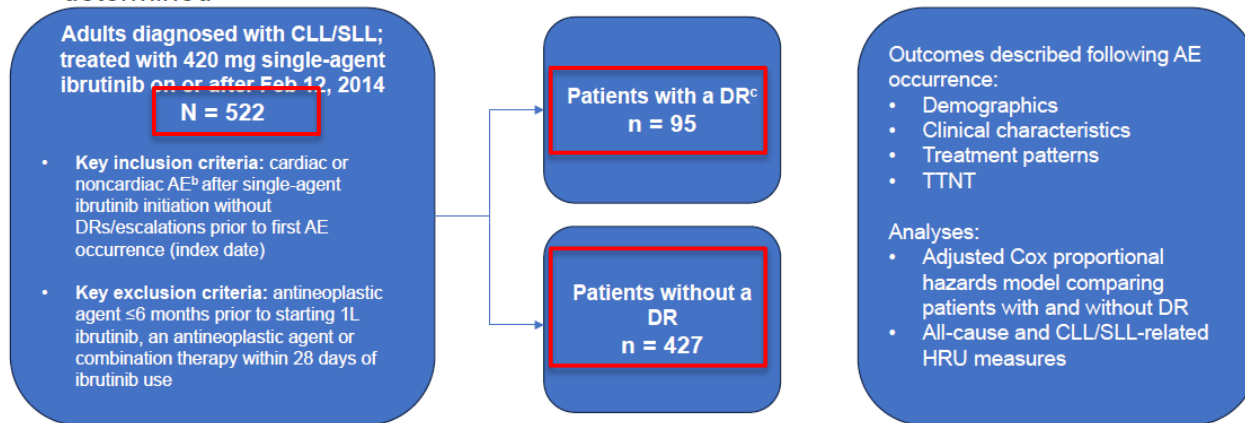 Adults diagnosed with CLL/SLL;
treated with 420 mg single-agent
ibrutinib on or after Feb 12, 2014
N = 522
• Key inclusion criteria: cardiac or
noncardiac AEᵇ after single-agent
ibrutinib initiation without
DRs/escalations prior to first AE
occurrence (index date)
• Key exclusion criteria: antineoplastic
agent ≤6 months prior to starting 1L
ibrutinib, an antineoplastic agent or
combination therapy within 28 days of
ibrutinib use
Patients with a DRᶜ
n = 95
Patients without a
DR
n = 427
Outcomes described following AE
occurrence:
• Demographics
• Clinical characteristics
• Treatment patterns
• TTNT
Analyses:
• Adjusted Cox proportional
hazards model comparing
patients with and without DR
• All-cause and CLL/SLL-related
HRU measures